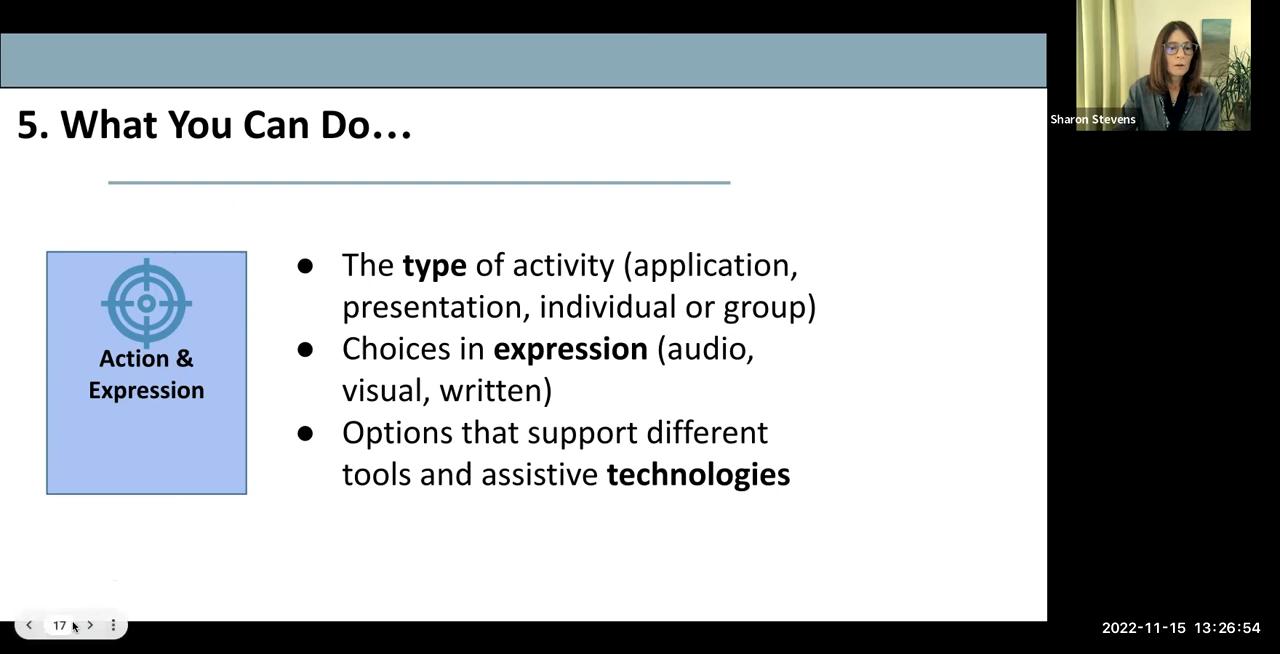 5. What You Can Do...
Action &
Expression
● The type of activity (application,
presentation, individual or group)
● Choices in expression (audio,
visual, written)
● Options that support different
tools and assistive technologies
Sharon Stevens
17
2022-11-15 13:26:54